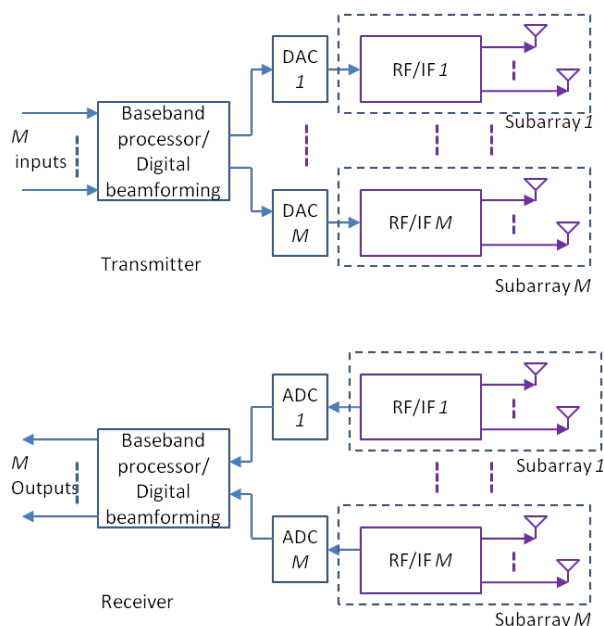 DAC
1
RF/IF 1
Subarray 1
M
inputs
Baseband
processor/
Digital
beamforming
DAC
M
RF/IF M
Subarray M
Transmitter
ADC
1
RF/IF 1
Subarray 1
M
Outputs
Baseband
processor/
Digital
beamforming
ADC
M
RF/IF M
Subarray M
Receiver